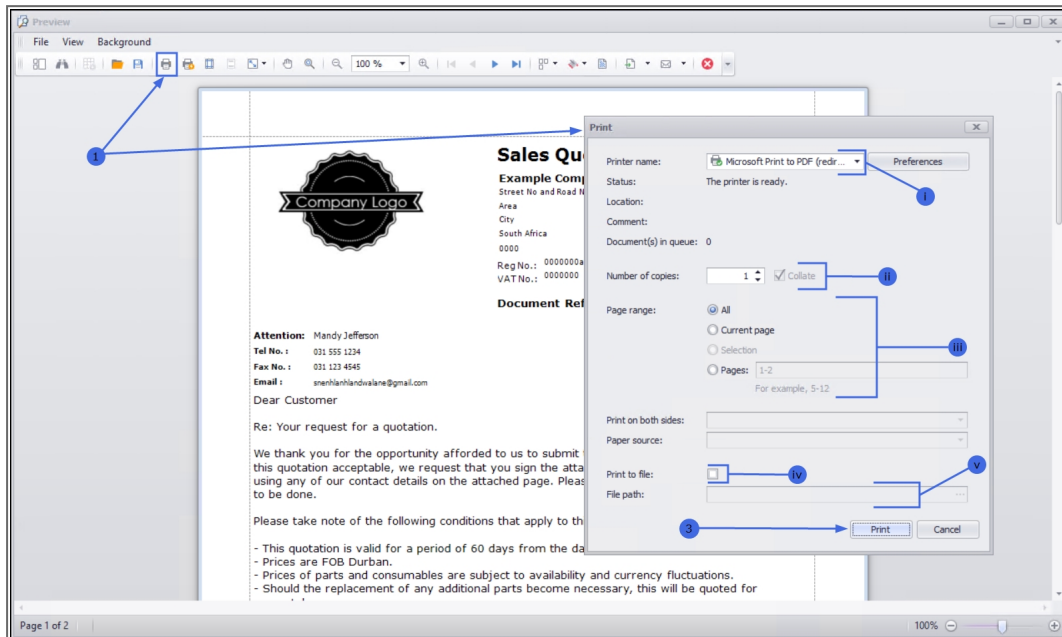 Preview
File View Background
100 %
1
Company Logo
Sales Qu
Example Comp
Street No and Road N
Area
City
South Africa
0000
Reg No.: 0000000a
VAT No.: 0000000
Document Ref
Attention: Mandy Jefferson
Tel No. : 031 555 1234
Fax No. : 031 123 4545
Email : snenhlanhlandwalane@gmail.com
Dear Customer
Re: Your request for a quotation.
We thank you for the opportunity afforded to us to submit
this quotation acceptable, we request that you sign the atta
using any of our contact details on the attached page. Pleas
to be done.
Please take note of the following conditions that apply to th
- This quotation is valid for a period of 60 days from the da
- Prices are FOB Durban.
- Prices of parts and consumables are subject to availability and currency fluctuations.
- Should the replacement of any additional parts become necessary, this will be quoted for
Print
Printer name: Microsoft Print to PDF (redir... Preferences
i
Status: The printer is ready.
Location:
Comment:
Document(s) in queue: 0
Number of copies: 1 Collate
ii
Page range: All
Current page
iii
Selection
Pages: 1-2
For example, 5-12
Print on both sides:
Paper source:
Print to file:
iv
v
File path: ...
3
Print Cancel
Page 1 of 2 100%